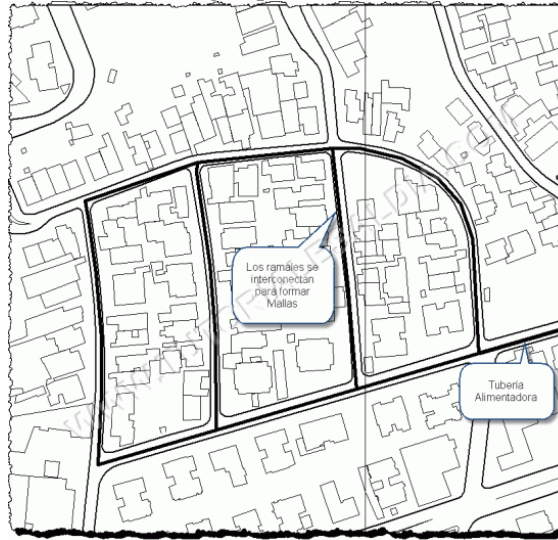 Los ramales se
interconectan
para formar
Mallas
Tubería
Alimentadora